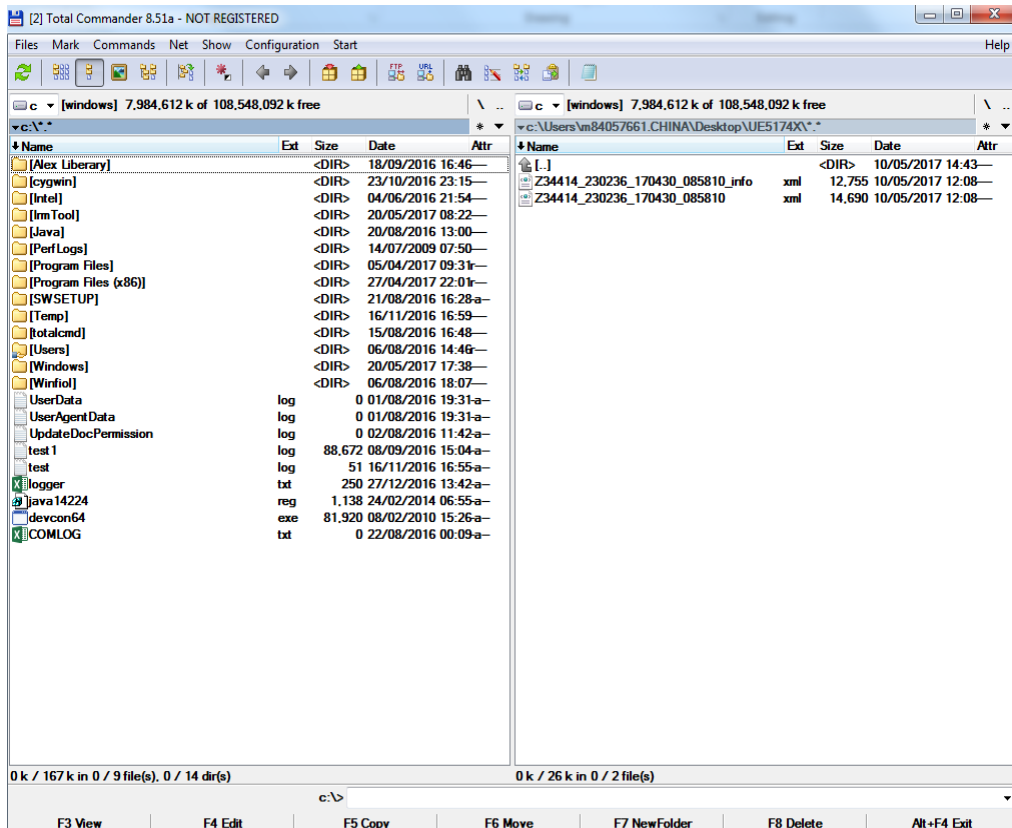 [2] Total Commander 8.51a - NOT REGISTERED
Files Mark Commands Net Show Configuration Start Help
FTP URL
c [windows] 7,984,612 k of 108,548,092 k free \ ..
c:\*.* * ▼
Name Ext Size Date Attr
[Alex Liberary] <DIR> 18/09/2016 16:46----
[cygwin] <DIR> 23/10/2016 23:15----
[Intel] <DIR> 04/06/2016 21:54----
[IrmTool] <DIR> 20/05/2017 08:22----
[Java] <DIR> 20/08/2016 13:00----
[PerfLogs] <DIR> 14/07/2009 07:50----
[Program Files] <DIR> 05/04/2017 09:31r---
[Program Files (x86)] <DIR> 27/04/2017 22:01r---
[SWSETUP] <DIR> 21/08/2016 16:28-a--
[Temp] <DIR> 16/11/2016 16:59----
[totalcmd] <DIR> 15/08/2016 16:48----
[Users] <DIR> 06/08/2016 14:46r---
[Windows] <DIR> 20/05/2017 17:38----
[Winfiol] <DIR> 06/08/2016 18:07----
UserData log 0 01/08/2016 19:31-a--
UserAgentData log 0 01/08/2016 19:31-a--
UpdateDocPermission log 0 02/08/2016 11:42-a--
test1 log 88,672 08/09/2016 15:04-a--
test log 51 16/11/2016 16:55-a--
logger txt 250 27/12/2016 13:42-a--
java14224 reg 1,138 24/02/2014 06:55-a--
devcon64 exe 81,920 08/02/2010 15:26-a--
COMLOG txt 0 22/08/2016 00:09-a--
0 k / 167 k in 0 / 9 file(s), 0 / 14 dir(s)
c [windows] 7,984,612 k of 108,548,092 k free \ ..
c:\Users\m84057661.CHINA\Desktop\UE5174X\*.* * ▼
Name Ext Size Date Attr
[..] <DIR> 10/05/2017 14:43----
Z34414_230236_170430_085810_info xml 12,755 10/05/2017 12:08----
Z34414_230236_170430_085810 xml 14,690 10/05/2017 12:08----
0 k / 26 k in 0 / 2 file(s)
c:\>
F3 View F4 Edit F5 Copy F6 Move F7 NewFolder F8 Delete Alt+F4 Exit